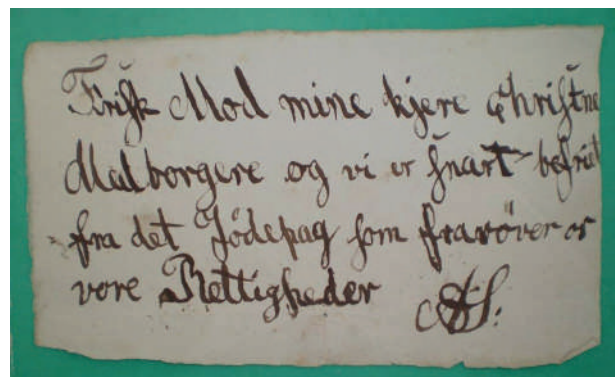 Frisk Mod mine kjere Christne
Medborgere og vi er snart befriet
fra det Jödepag som fraröver os
vore Rettigheder